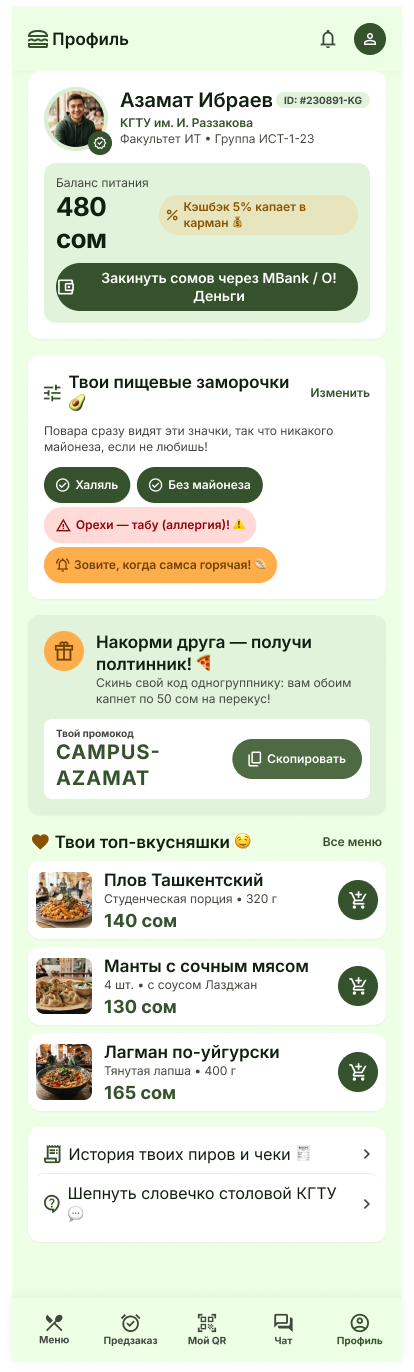 Профиль
Азамат Ибраев
ID: #230891-KG
КГТУ им. И. Раззакова
Факультет ИТ • Группа ИСТ-1-23
Баланс питания
480
сом
Кэшбэк 5% капает в
карман 💰
Закинуть сомов через MBank / О!
Деньги
Твои пищевые заморочки
🥑
Изменить
Повара сразу видят эти значки, так что никакого
майонеза, если не любишь!
Халяль
Без майонеза
Орехи — табу (аллергия)! ⚠️
Зовите, когда самса горячая! 🥟
Накорми друга — получи
полтинник! 🍕
Скинь свой код одногруппнику: вам обоим
капнет по 50 сом на перекус!
Твой промокод
CAMPUS-
AZAMAT
Скопировать
Твои топ-вкусняшки 😋
Все меню
Плов Ташкентский
Студенческая порция • 320 г
140 сом
Манты с сочным мясом
4 шт. • с соусом Лазджан
130 сом
Лагман по-уйгурски
Тянутая лапша • 400 г
165 сом
История твоих пиров и чеки 🧾
Шепнуть словечко столовой КГТУ
💬
Меню
Предзаказ
Мой QR
Чат
Профиль